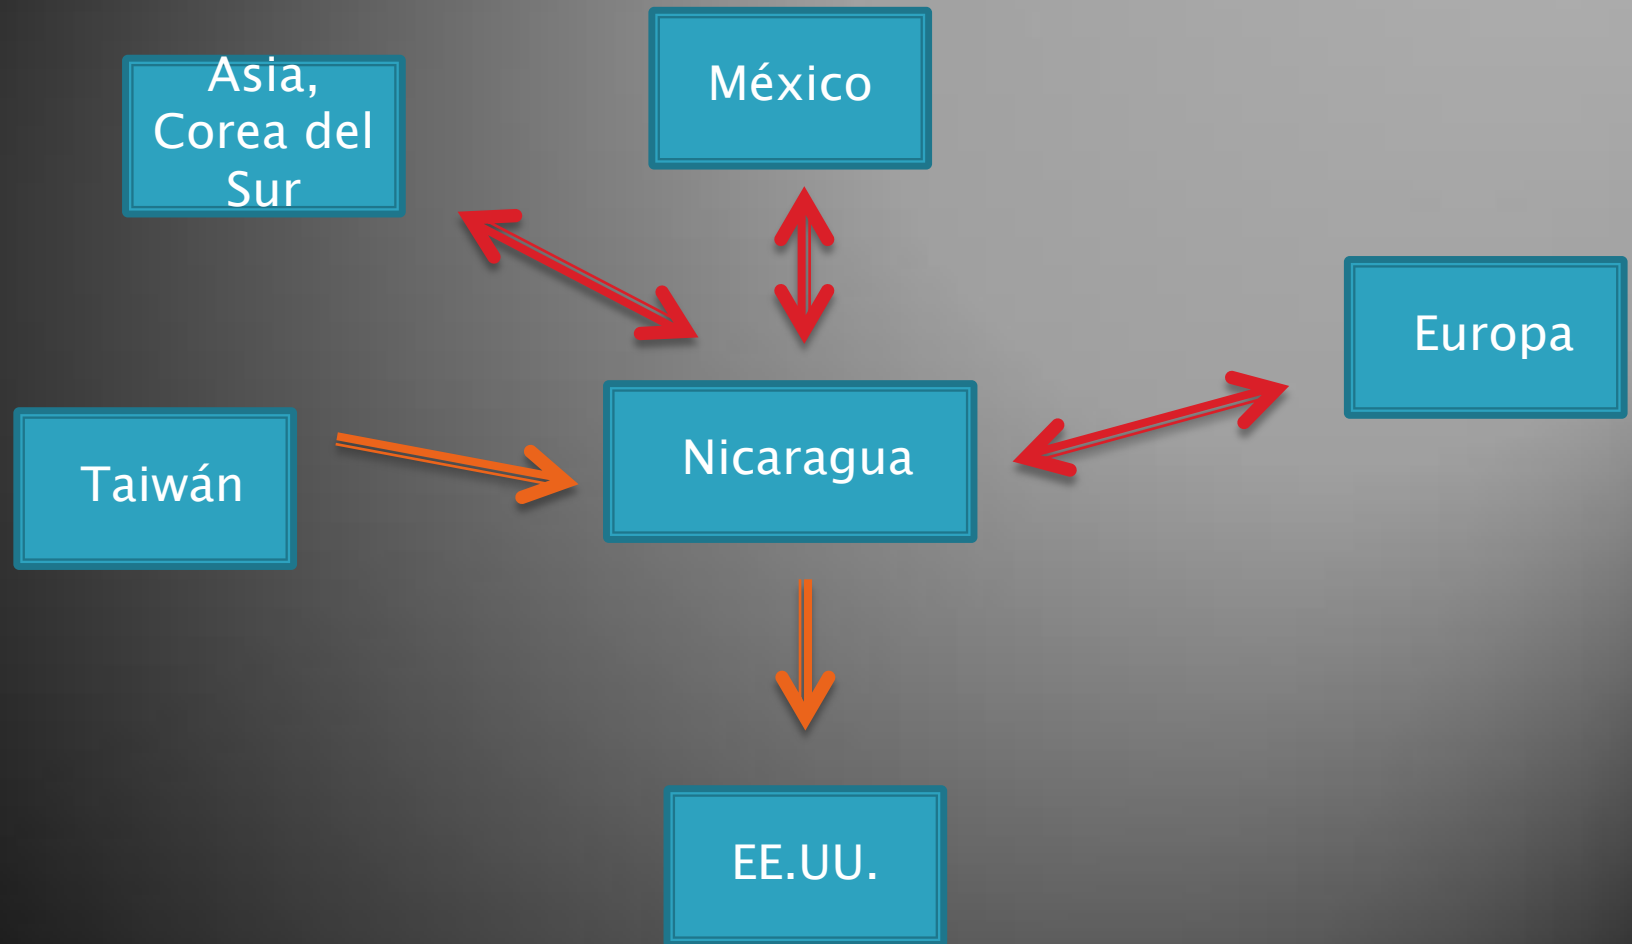 México
Asia,
Corea del
Sur
Europa
Nicaragua
Taiwán
EE.UU.